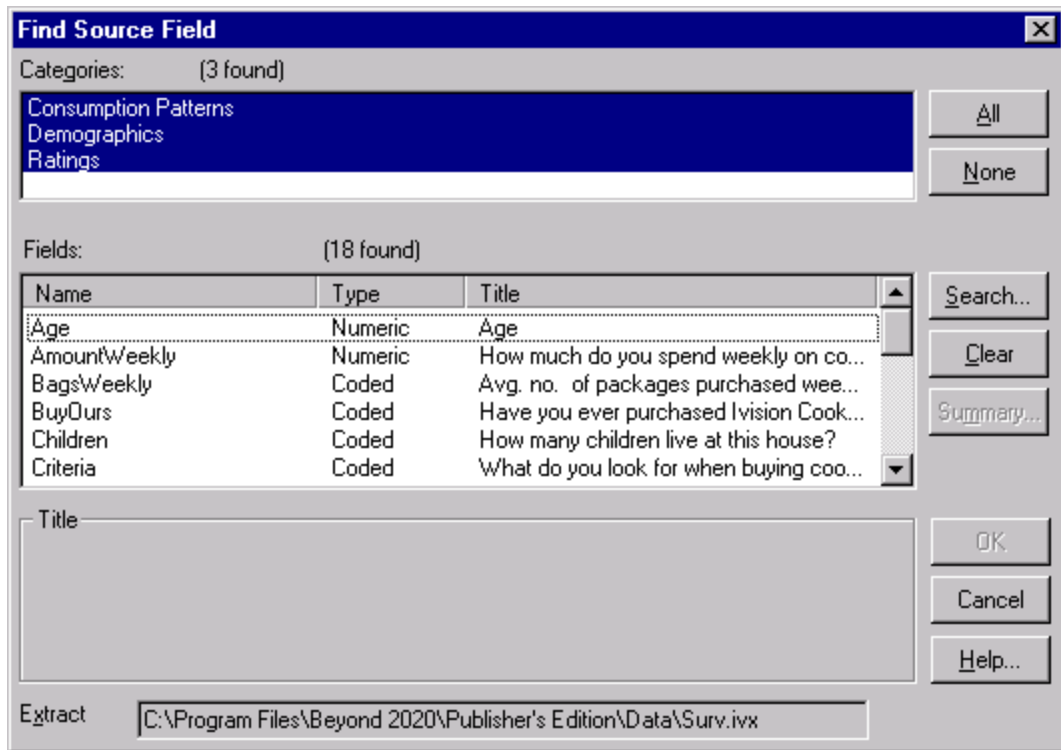 Find Source Field
Categories: (3 found)
Consumption Patterns
Demographics
Ratings
All
None
Fields: (18 found)
Name Type Title
Age Numeric Age
AmountWeekly Numeric How much do you spend weekly on co...
BagsWeekly Coded Avg. no. of packages purchased wee...
BuyOurs Coded Have you ever purchased Ivision Cook...
Children Coded How many children live at this house?
Criteria Coded What do you look for when buying coo...
Search...
Clear
Summary...
Title
OK
Cancel
Help...
Extract C:\Program Files\Beyond 2020\Publisher's Edition\Data\Surv.ivx